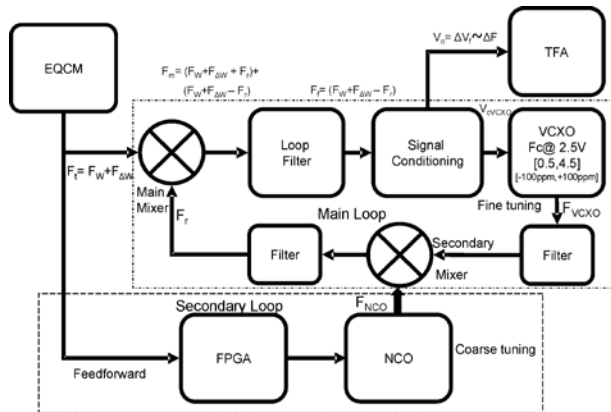 EQCM
Fm= (FW+FΔW + Fr)+
(FW+FΔW– Fr)
Ff= (FW+FΔW– Fr)
Vo= ΔVf~ΔF
TFA
Ft= FW+FΔW
Loop
Filter
Signal
Conditioning
VcVCXO
VCXO
Fc@ 2.5V
[0.5,4.5]
[-100ppm,+100ppm]
Main
Mixer
Fr
Main Loop
Fine tuning
FVCXO
Filter
Secondary
Mixer
Filter
Secondary Loop
FNCO
Feedforward
FPGA
NCO
Coarse tuning